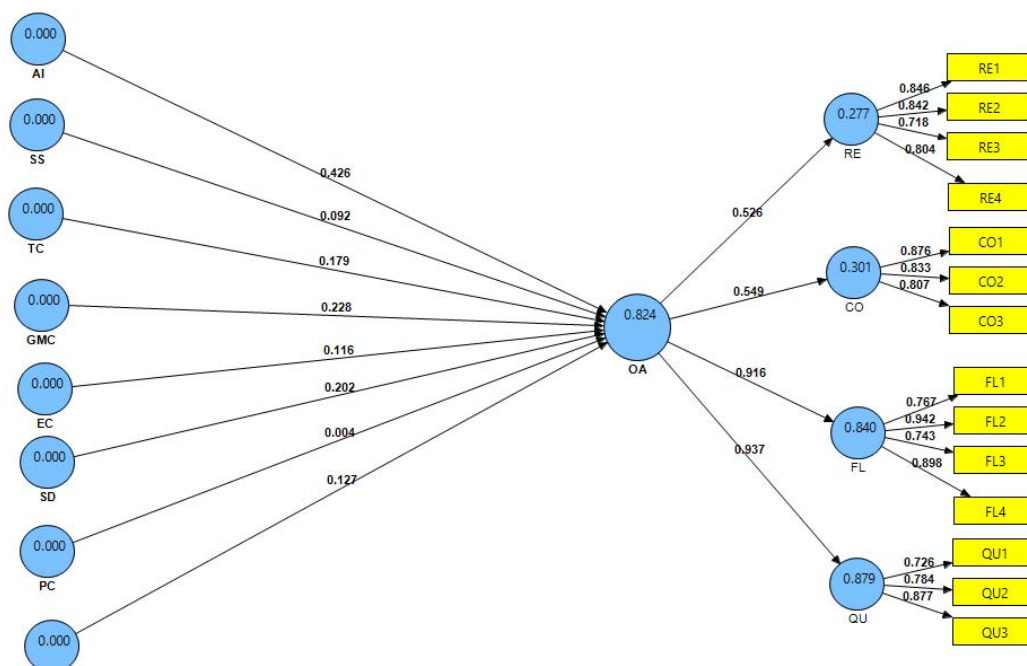 0.000
AI
0.000
SS
0.000
TC
0.000
GMC
0.000
EC
0.000
SD
0.000
PC
0.000
0.426
0.092
0.179
0.228
0.116
0.202
0.004
0.127
0.824
OA
0.526
0.549
0.916
0.937
0.277
RE
0.846
0.842
0.718
0.804
RE1
RE2
RE3
RE4
0.301
CO
0.876
0.833
0.807
CO1
CO2
CO3
0.840
FL
0.767
0.942
0.743
0.898
FL1
FL2
FL3
FL4
0.879
QU
0.726
0.784
0.877
QU1
QU2
QU3